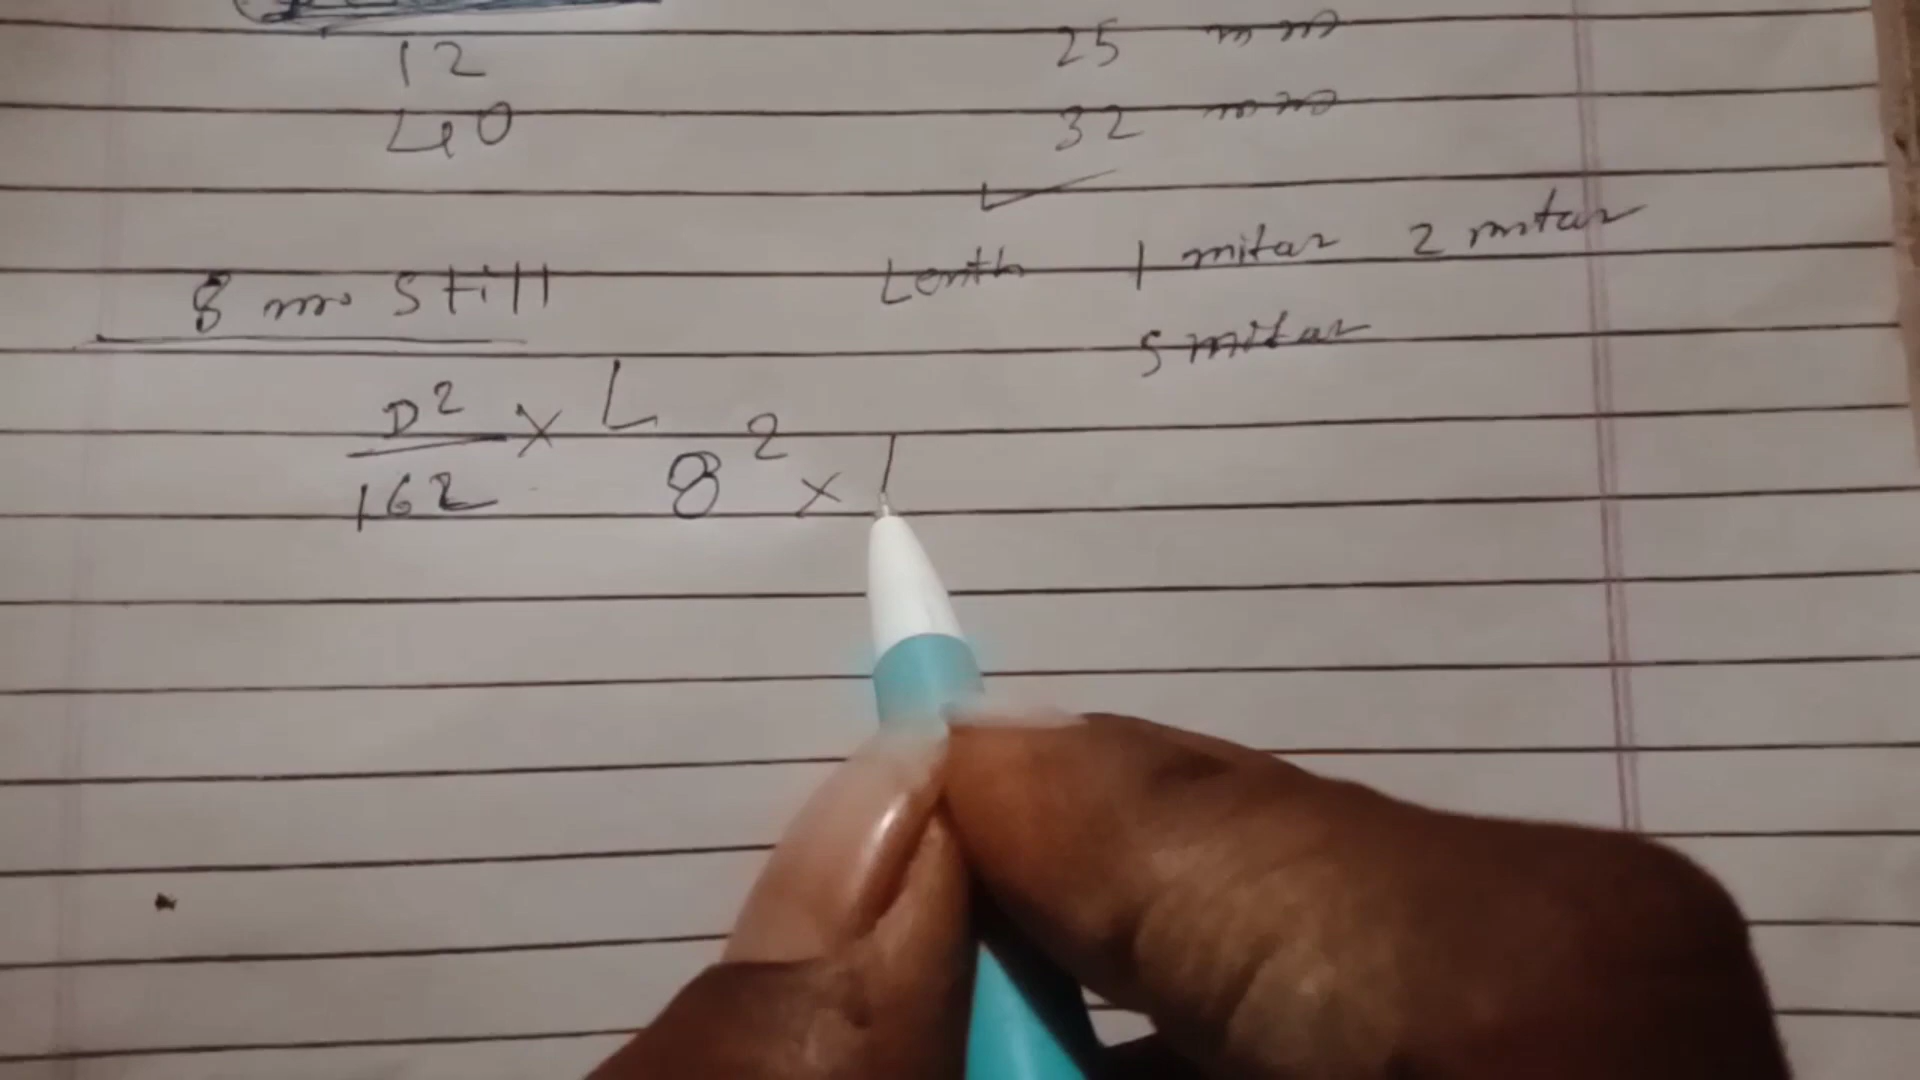 12 25 mm
40 32 mm
8 mm still Lenth 1 mitar 2 mitar
5 mitar
D² × L
162 8² × 1